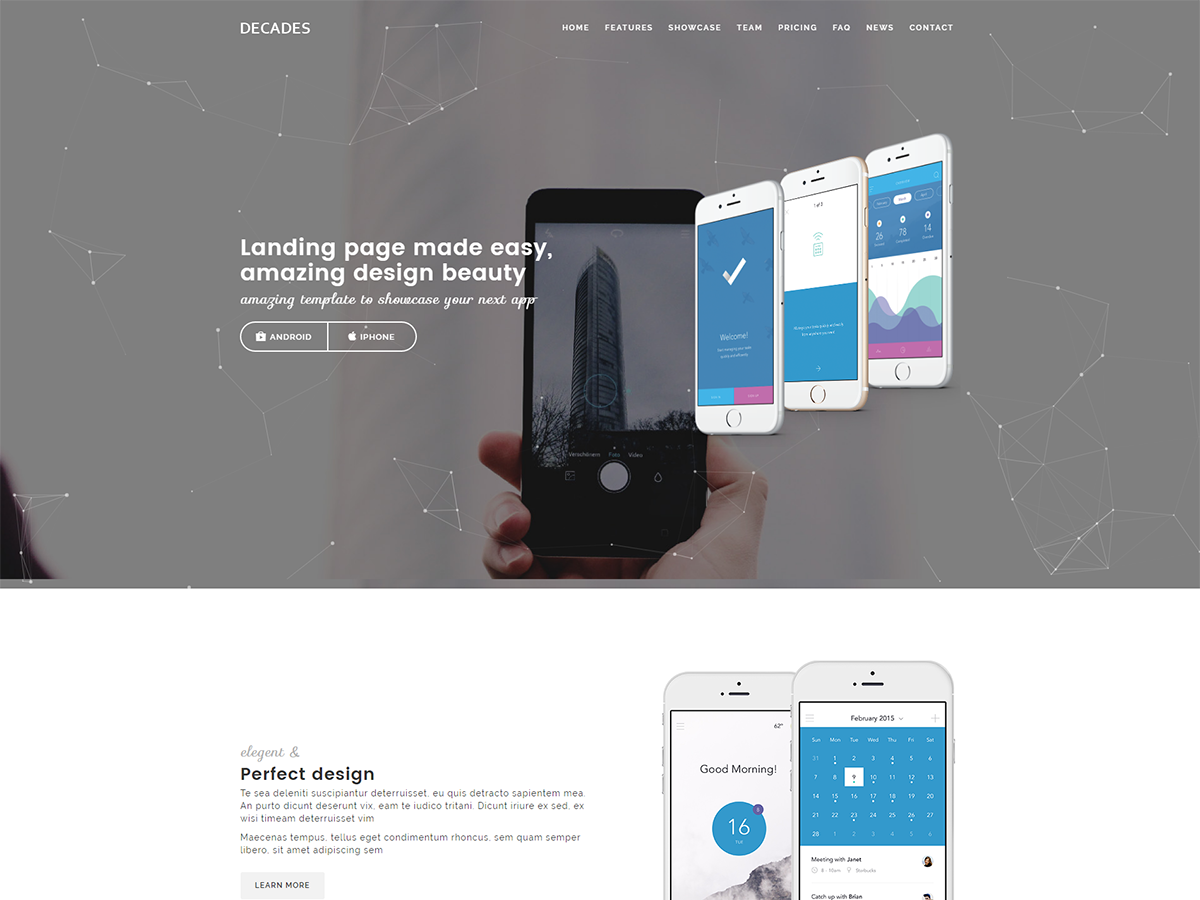 DECADES
HOME FEATURES SHOWCASE TEAM PRICING FAQ NEWS CONTACT
Landing page made easy,
amazing design beauty
amazing template to showcase your next app
ANDROID IPHONE
Verschönern Foto Video
Welcome!
26 78 14
elegent &
Perfect design
Te sea deleniti suscipiantur deterruisset, eu quis detracto sapientem mea.
An purto dicunt deserunt vix, eam te iudico tritani. Dicunt iriure ex sed, ex
wisi timeam deterruisset vim
Maecenas tempus, tellus eget condimentum rhoncus, sem quam semper
libero, sit amet adipiscing sem
LEARN MORE
62°
Good Morning!
8
16
TUE
February 2015
Sun Mon Tue Wed Thu Fri Sat
31 1 2 3 4 5 6
7 8 9 10 11 12 13
14 15 16 17 18 19 20
21 22 23 24 25 26 27
28 1 2 3 4 5 6
Meeting with Janet
8 - 10am Starbucks
Catch up with Brian